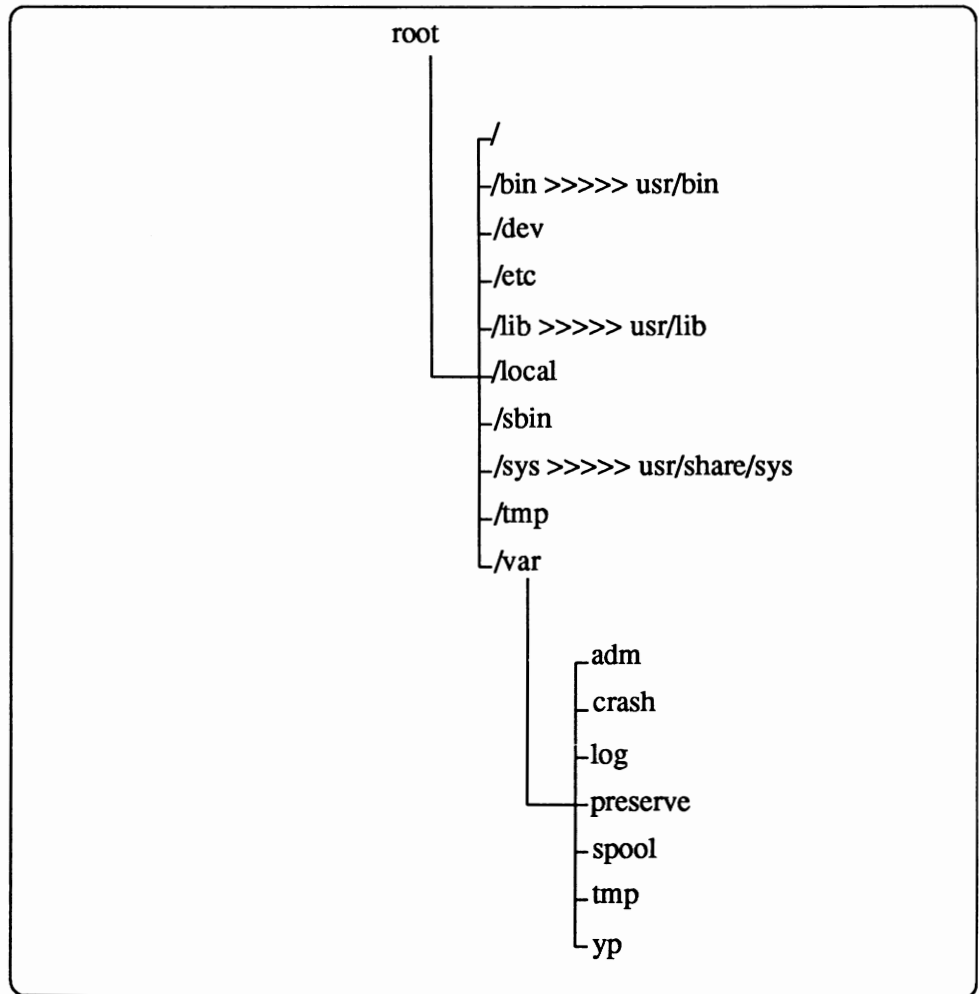 root
/
/bin >>>>> usr/bin
/dev
/etc
/lib >>>>> usr/lib
/local
/sbin
/sys >>>>> usr/share/sys
/tmp
/var
adm
crash
log
preserve
spool
tmp
yp